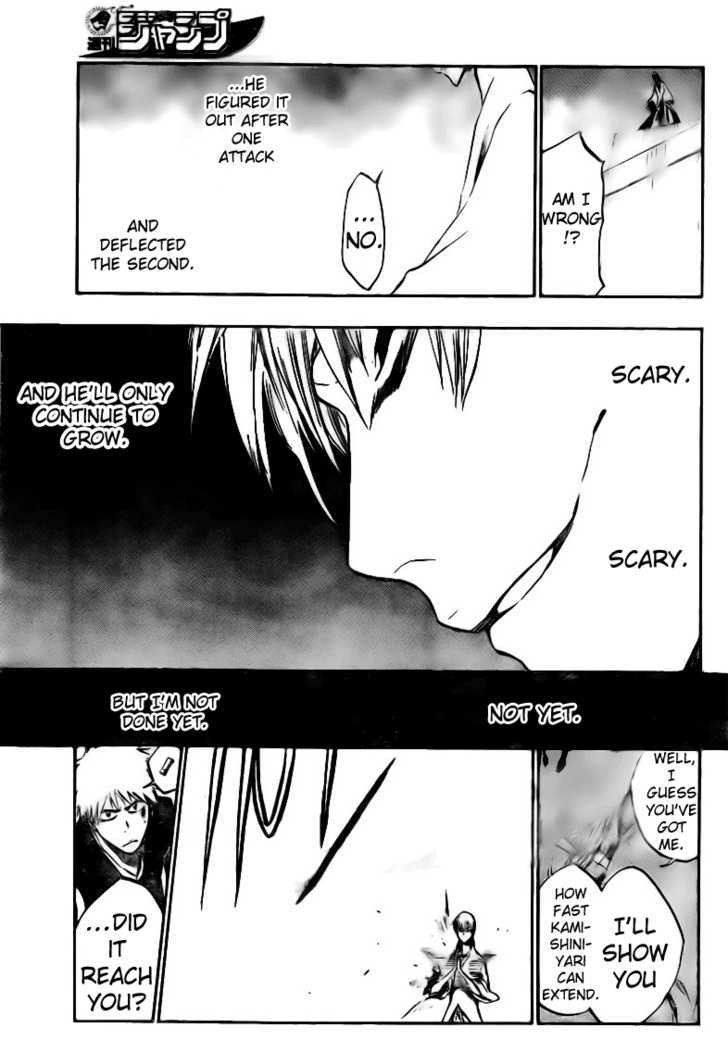 週刊
ジャンプ
AM I
WRONG
!?
...HE
FIGURED IT
OUT AFTER
ONE
ATTACK
...
NO.
AND
DEFLECTED
THE SECOND.
SCARY.
SCARY.
AND HE'LL ONLY
CONTINUE TO
GROW.
NOT YET.
BUT I'M NOT
DONE YET.
WELL,
I
GUESS
YOU'VE
GOT
ME.
I'LL
SHOW
YOU
HOW
FAST
KAMI-
SHINI-
YARI
CAN
EXTEND.
...DID
IT
REACH
YOU?